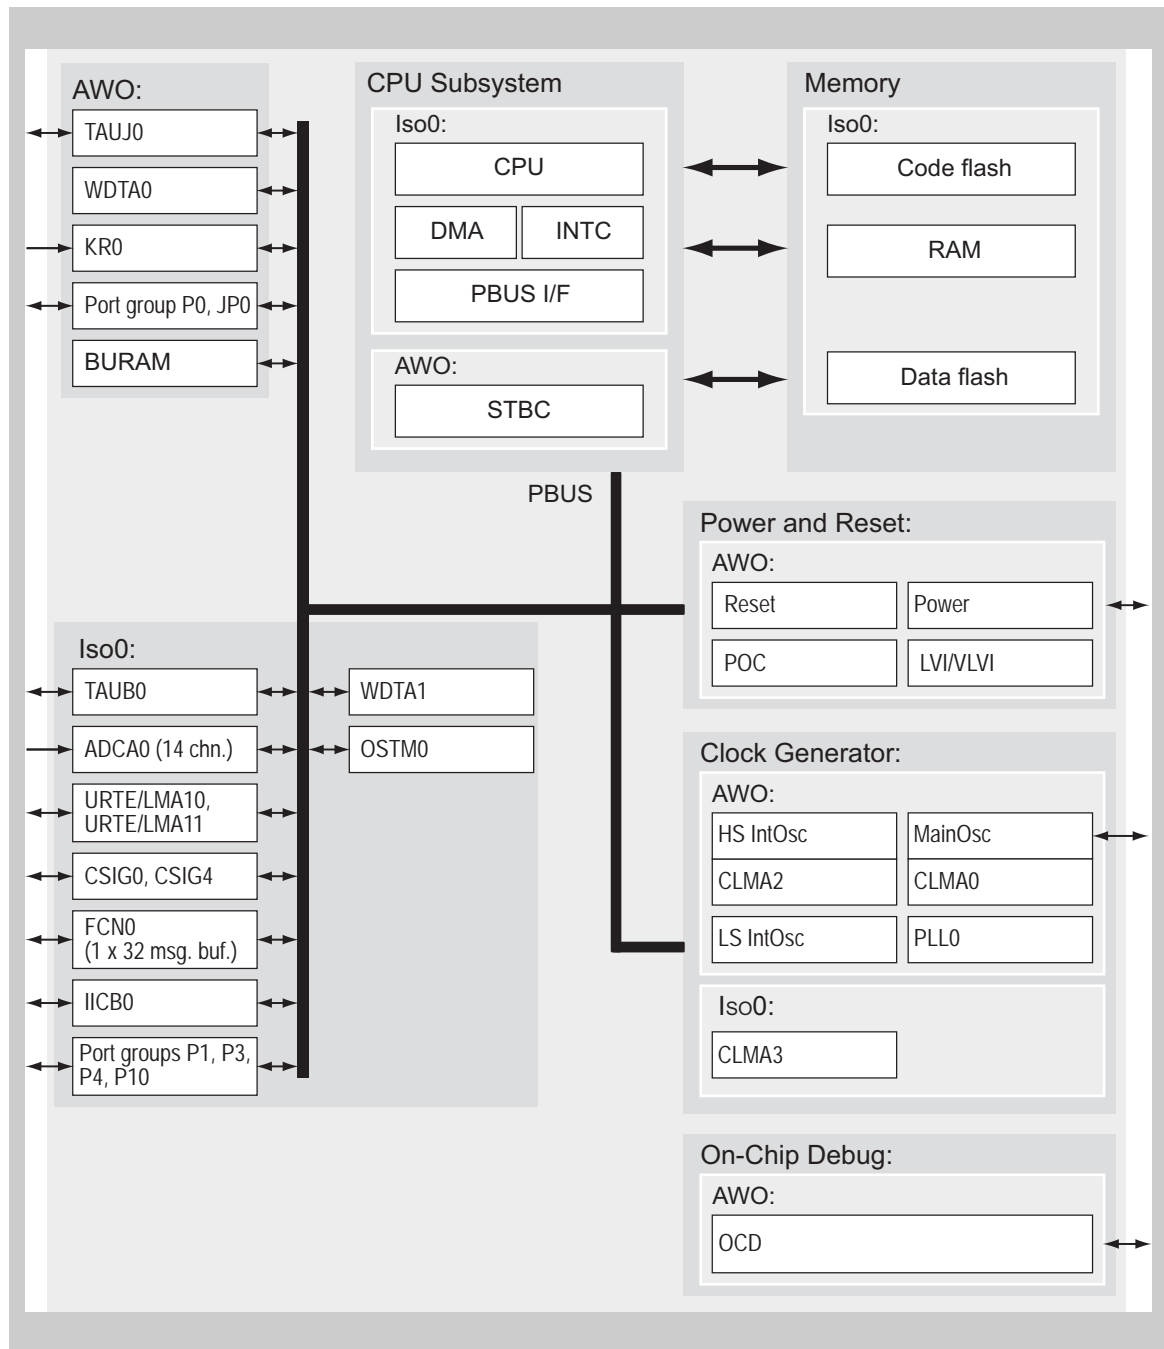 AWO:
TAUJ0
WDTA0
KR0
Port group P0, JP0
BURAM
CPU Subsystem
Iso0:
CPU
DMA
INTC
PBUS I/F
AWO:
STBC
Memory
Iso0:
Code flash
RAM
Data flash
PBUS
Power and Reset:
AWO:
Reset
Power
POC
LVI/VLVI
Iso0:
TAUB0
ADCA0 (14 chn.)
URTE/LMA10,
URTE/LMA11
CSIG0, CSIG4
FCN0
(1 x 32 msg. buf.)
IICB0
Port groups P1, P3,
P4, P10
WDTA1
OSTM0
Clock Generator:
AWO:
HS IntOsc
MainOsc
CLMA2
CLMA0
LS IntOsc
PLL0
Iso0:
CLMA3
On-Chip Debug:
AWO:
OCD